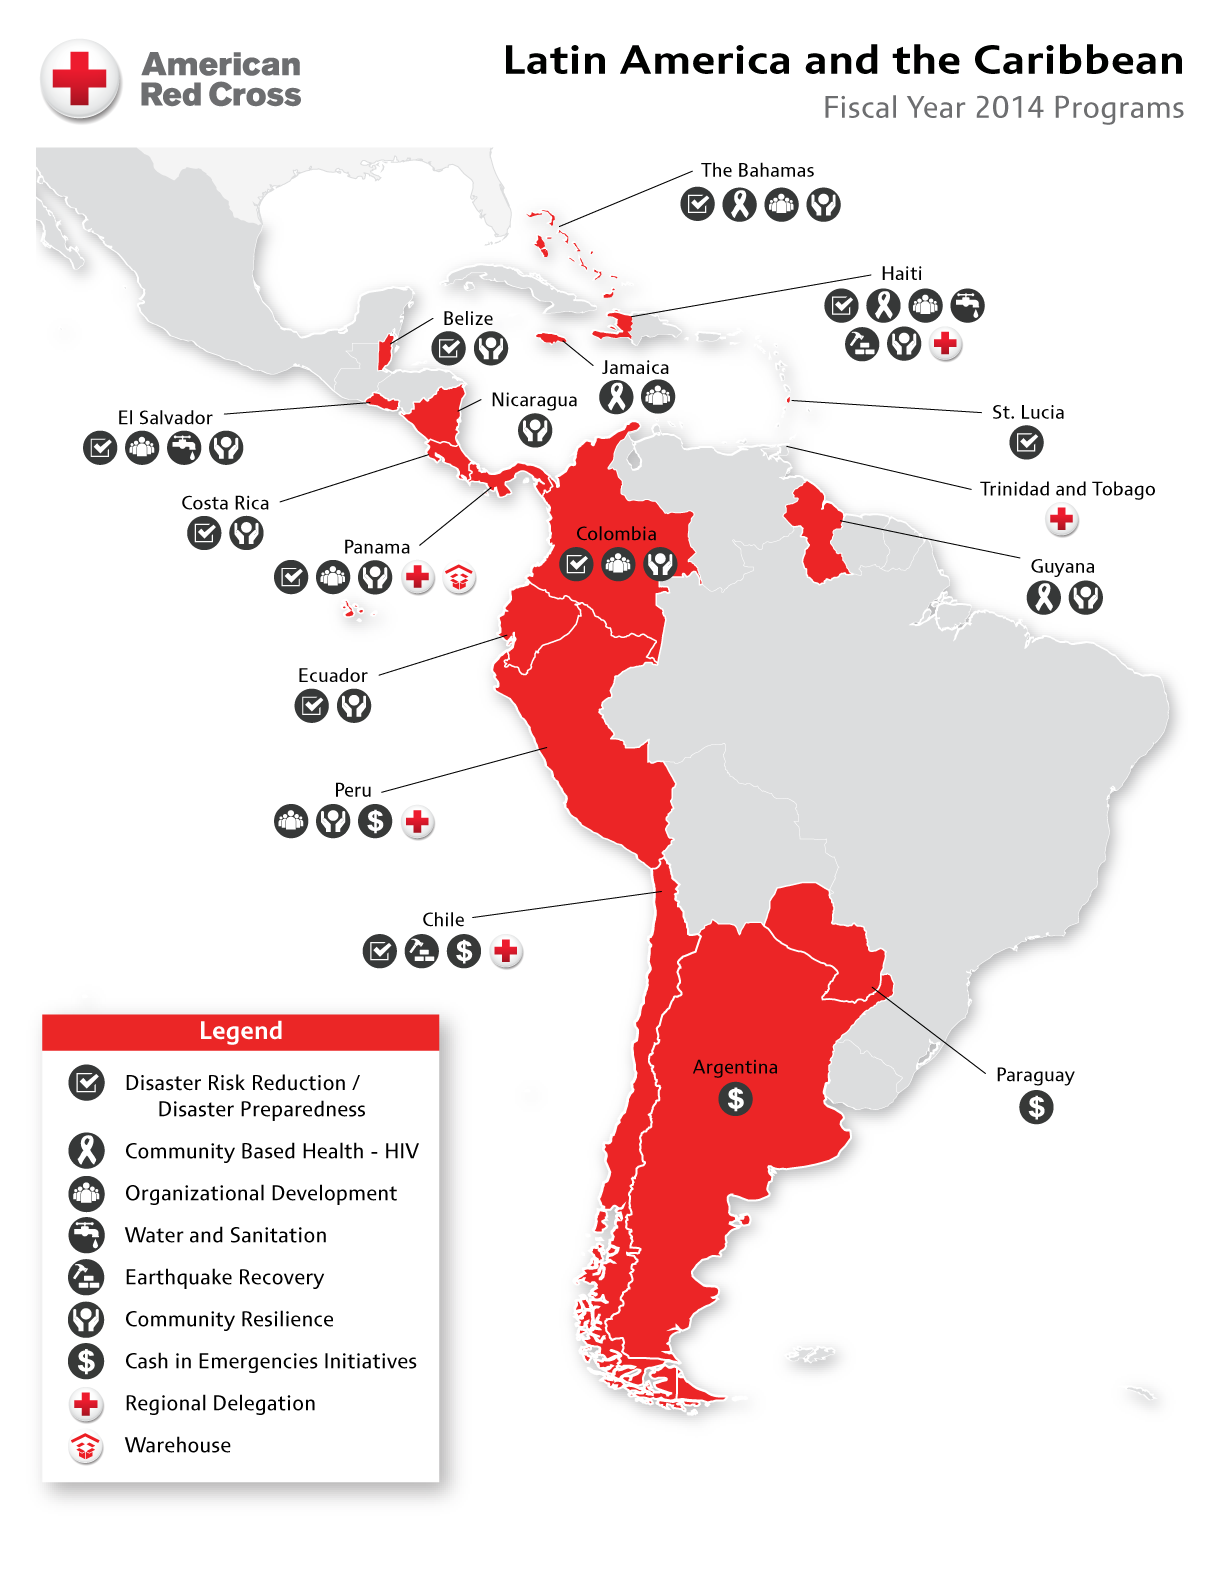 American
Red Cross
Latin America and the Caribbean
Fiscal Year 2014 Programs
The Bahamas
Haiti
Belize
Jamaica
Nicaragua
El Salvador
St. Lucia
Costa Rica
Trinidad and Tobago
Colombia
Panama
Guyana
Ecuador
Peru
Chile
Argentina
$
Paraguay
$
Legend
Disaster Risk Reduction /
Disaster Preparedness
Community Based Health - HIV
Organizational Development
Water and Sanitation
Earthquake Recovery
Community Resilience
$ Cash in Emergencies Initiatives
Regional Delegation
Warehouse